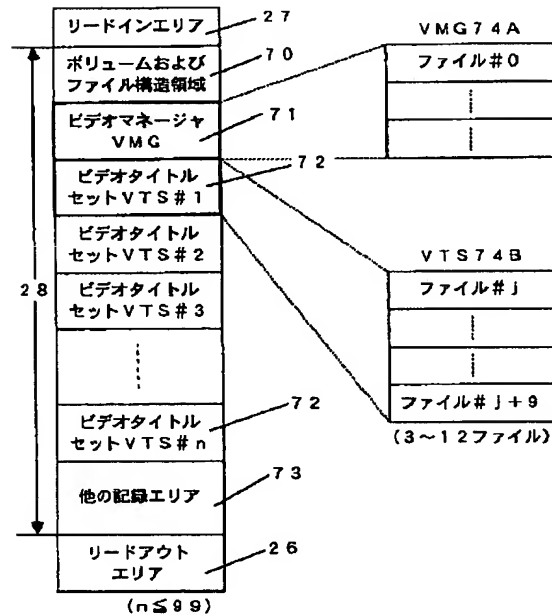 リードインエリア
27
ボリュームおよび
ファイル構造領域
70
ビデオマネージャ
VMG
71
ビデオタイトル
セットVTS#1
72
ビデオタイトル
セットVTS#2
ビデオタイトル
セットVTS#3
28
ビデオタイトル
セットVTS#n
72
他の記録エリア
73
リードアウト
エリア
26
(n≦99)
VMG74A
ファイル#0
VTS74B
ファイル#j
ファイル#j+9
(3~12ファイル)